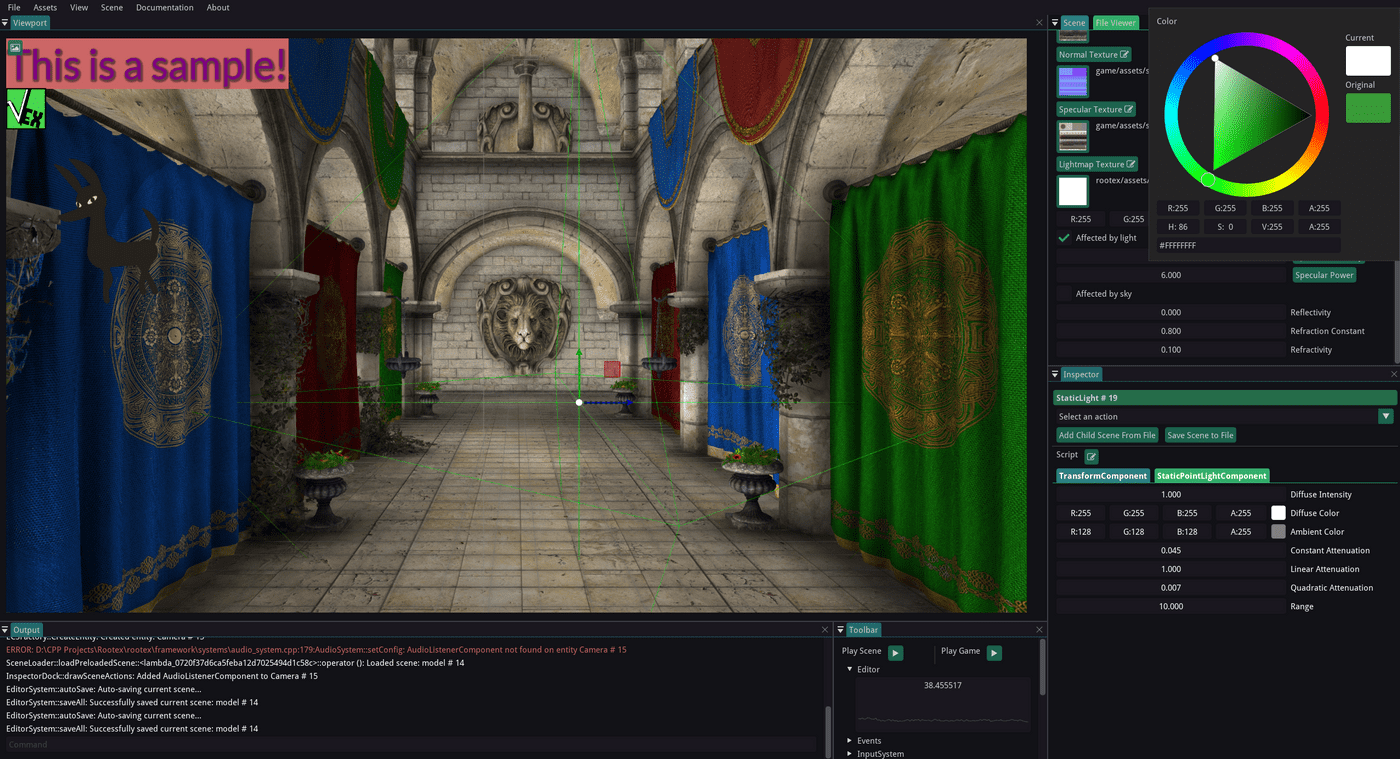 File Assets View Scene Documentation About
Viewport
This is a sample!
VEX
Scene File Viewer
Normal Texture
game/assets/s
Specular Texture
game/assets/s
Lightmap Texture
rootex/assets/
R:255 G:255
Affected by light
6.000 Specular Power
Affected by sky
0.000 Reflectivity
0.800 Refraction Constant
0.100 Refractivity
Color
Current
Original
R:255 G:255 B:255 A:255
H: 86 S: 0 V:255 A:255
#FFFFFFFF
Inspector
StaticLight # 19
Select an action
Add Child Scene From File Save Scene to File
Script
TransformComponent StaticPointLightComponent
1.000 Diffuse Intensity
R:255 G:255 B:255 A:255 Diffuse Color
R:128 G:128 B:128 A:255 Ambient Color
0.045 Constant Attenuation
1.000 Linear Attenuation
0.007 Quadratic Attenuation
10.000 Range
Output
ECSFactory::CreateEntity: Created entity: Camera # 15
ERROR: D:\CPP Projects\Rootex\rootex\framework\systems\audio_system.cpp:179:AudioSystem::setConfig: AudioListenerComponent not found on entity Camera # 15
SceneLoader::loadPreloadedScene::<lambda_0720f37d6ca5feba12d7025494d1c58c>::operator (): Loaded scene: model # 14
InspectorDock::drawSceneActions: Added AudioListenerComponent to Camera # 15
EditorSystem::autoSave: Auto-saving current scene...
EditorSystem::saveAll: Successfully saved current scene: model # 14
EditorSystem::autoSave: Auto-saving current scene...
EditorSystem::saveAll: Successfully saved current scene: model # 14
Command
Toolbar
Play Scene Play Game
Editor
38.455517
Events
InputSystem